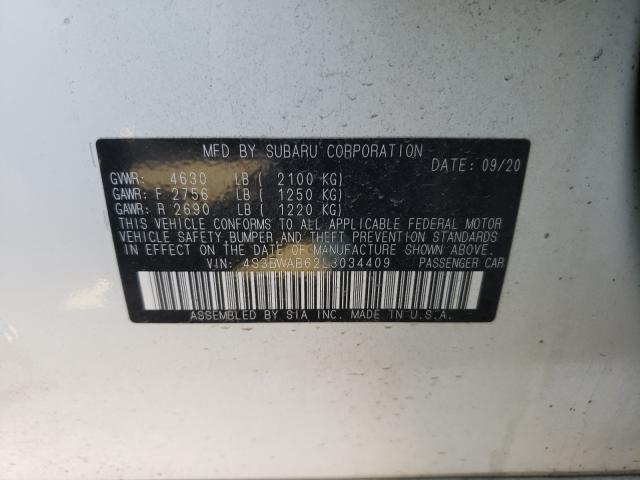 MFD BY SUBARU CORPORATION
DATE: 09/20
GVWR: 4630 LB ( 2100 KG)
GAWR: F 2756 LB ( 1250 KG)
GAWR: R 2690 LB ( 1220 KG)
THIS VEHICLE CONFORMS TO ALL APPLICABLE FEDERAL MOTOR
VEHICLE SAFETY, BUMPER, AND THEFT PREVENTION STANDARDS
IN EFFECT ON THE DATE OF MANUFACTURE SHOWN ABOVE.
VIN: 4S3BWAB62L3034409 PASSENGER CAR
ASSEMBLED BY SIA INC. MADE IN U.S.A.